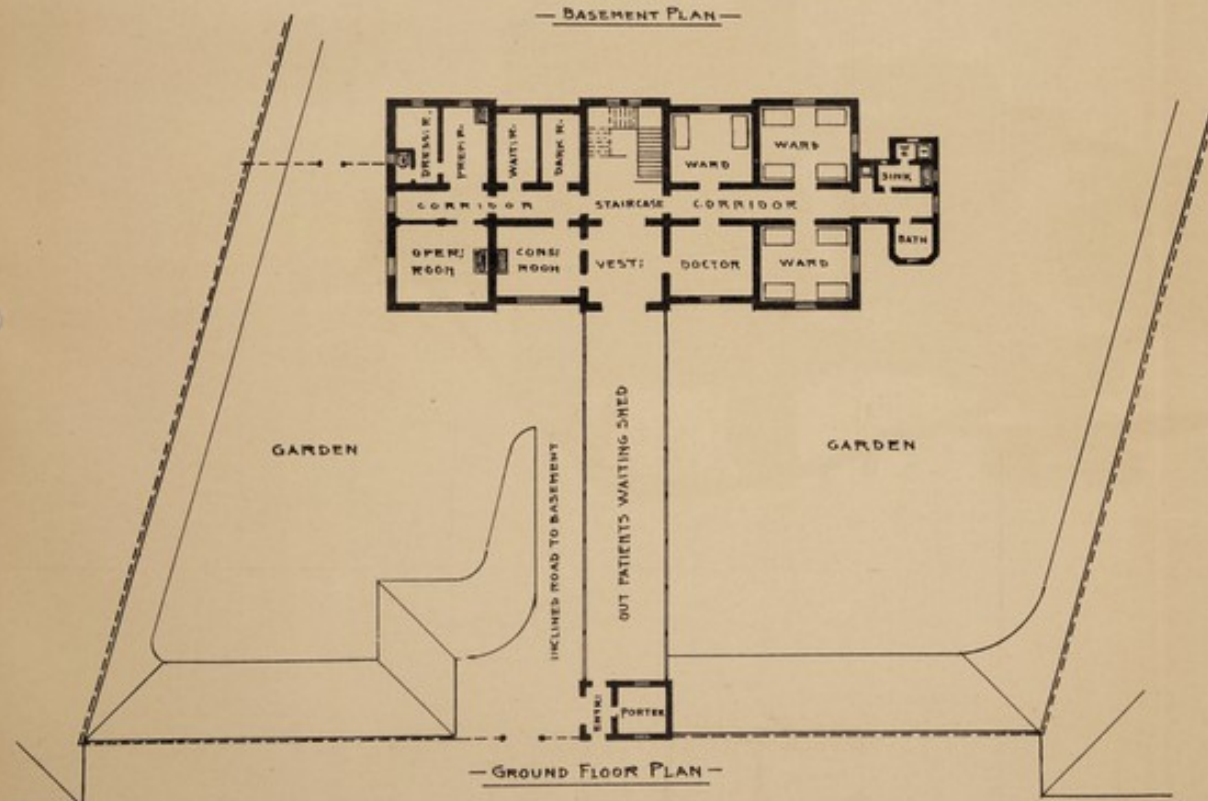 — BASEMENT PLAN —
DRESS: R.
PREP: R.
WAIT: R.
DARK R.
WARD
WARD
SINK
CORRIDOR
STAIRCASE
CORRIDOR
OPER:
ROOM
CONS:
ROOM
VEST:
DOCTOR
WARD
BATH
GARDEN
INCLINED ROAD TO BASEMENT
OUT PATIENTS WAITING SHED
GARDEN
ENTR:
PORTER
— GROUND FLOOR PLAN —